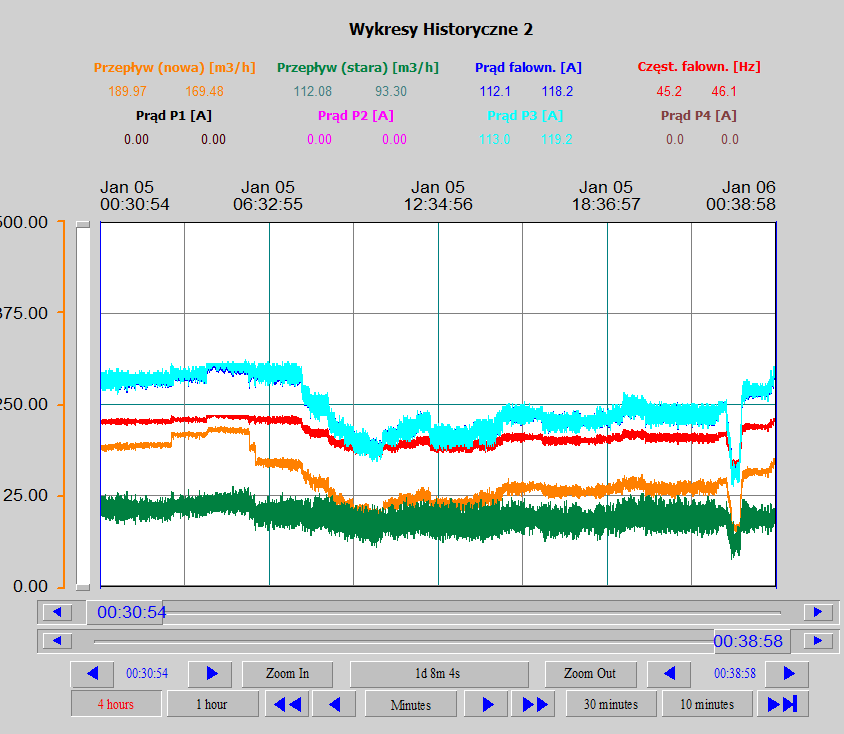 Wykresy Historyczne 2
Przepływ (nowa) [m3/h] Przepływ (stara) [m3/h] Prąd falown. [A] Częst. falown. [Hz]
189.97 169.48 112.08 93.30 112.1 118.2 45.2 46.1
Prąd P1 [A] Prąd P2 [A] Prąd P3 [A] Prąd P4 [A]
0.00 0.00 0.00 0.00 113.0 119.2 0.0 0.0
Jan 05 Jan 05 Jan 05 Jan 05 Jan 06
00:30:54 06:32:55 12:34:56 18:36:57 00:38:58
500.00
375.00
250.00
25.00
0.00
00:30:54
00:38:58
00:30:54 Zoom In 1d 8m 4s Zoom Out 00:38:58
4 hours 1 hour Minutes 30 minutes 10 minutes